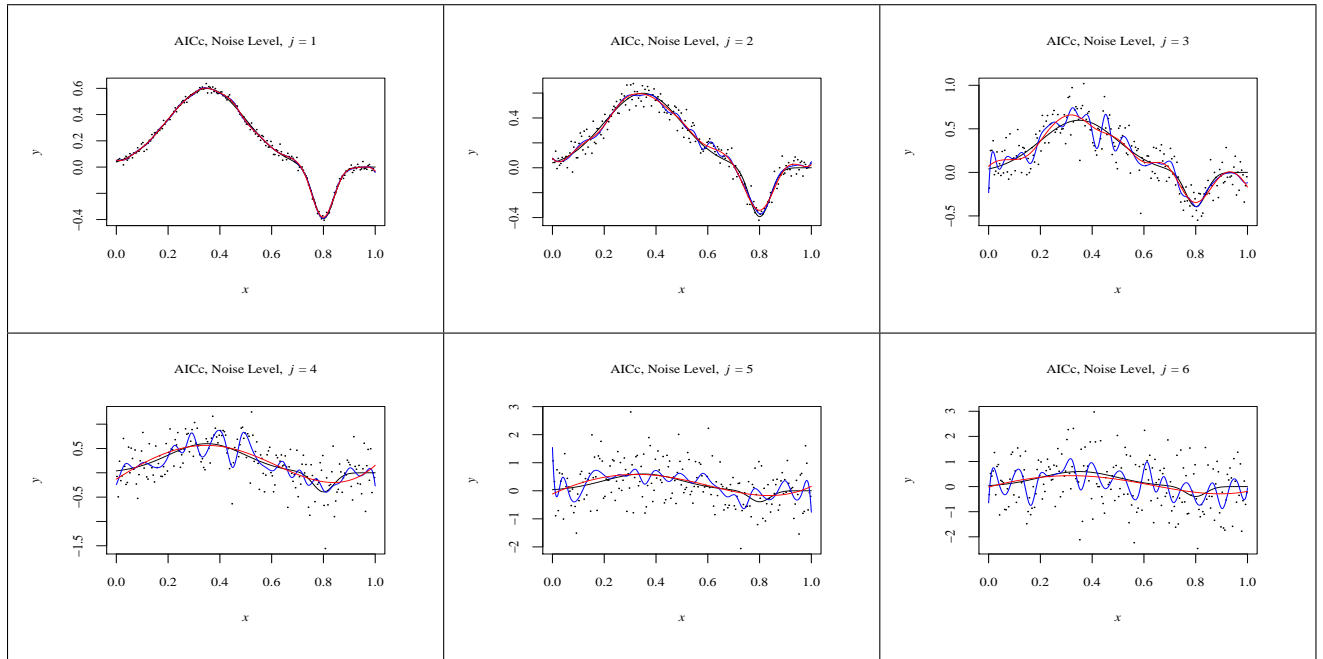 AICc, Noise Level, j = 1
0.6
0.4
0.2
0.0
−0.4
y
0.0 0.2 0.4 0.6 0.8 1.0
x
AICc, Noise Level, j = 2
0.4
0.0
−0.4
y
0.0 0.2 0.4 0.6 0.8 1.0
x
AICc, Noise Level, j = 3
1.0
0.5
0.0
−0.5
y
0.0 0.2 0.4 0.6 0.8 1.0
x
AICc, Noise Level, j = 4
0.5
−0.5
−1.5
y
0.0 0.2 0.4 0.6 0.8 1.0
x
AICc, Noise Level, j = 5
3
2
1
0
−1
−2
y
0.0 0.2 0.4 0.6 0.8 1.0
x
AICc, Noise Level, j = 6
3
2
1
0
−1
−2
y
0.0 0.2 0.4 0.6 0.8 1.0
x